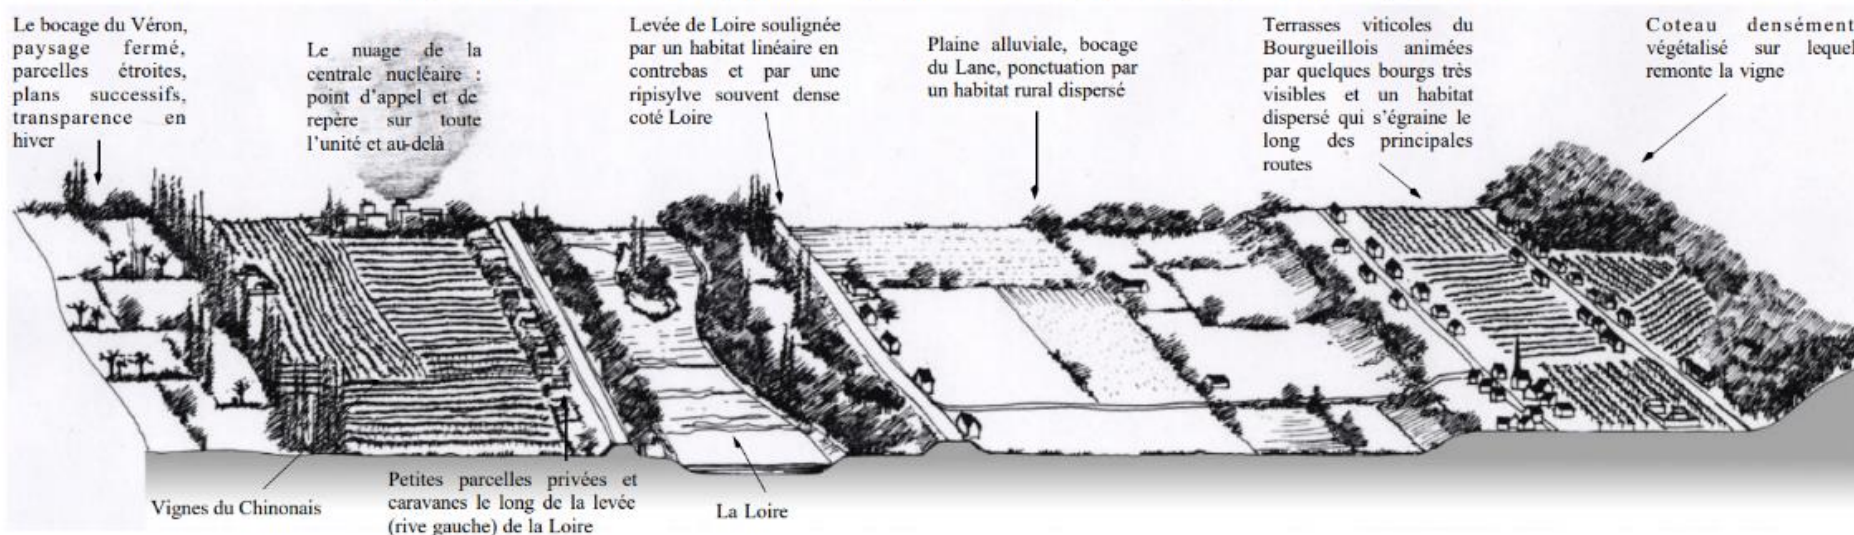 Le bocage du Véron,
paysage fermé,
parcelles étroites,
plans successifs,
transparence en
hiver
Le nuage de la
centrale nucléaire :
point d'appel et de
repère sur toute
l'unité et au-delà
Levée de Loire soulignée
par un habitat linéaire en
contrebas et par une
ripisylve souvent dense
coté Loire
Plaine alluviale, bocage
du Lane, ponctuation par
un habitat rural dispersé
Terrasses viticoles du
Bourgueillois animées
par quelques bourgs très
visibles et un habitat
dispersé qui s'égraine le
long des principales
routes
Coteau densément
végétalisé sur lequel
remonte la vigne
Vignes du Chinonais
Petites parcelles privées et
caravanes le long de la levée
(rive gauche) de la Loire
La Loire